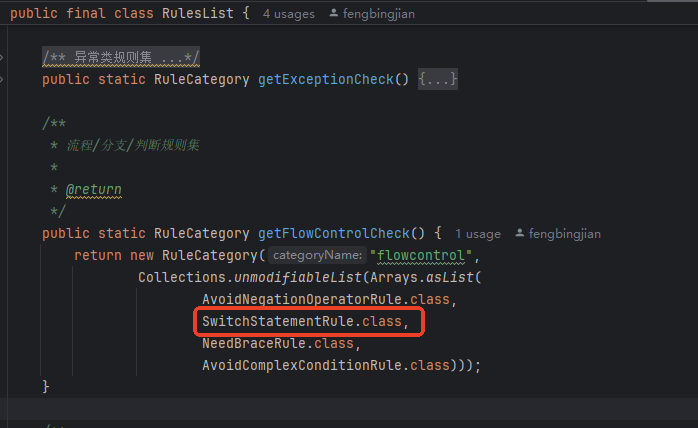 public final class RulesList { 4 usages fengbingjian
/** 异常类规则集 ...*/
public static RuleCategory getExceptionCheck() {...}
/**
* 流程/分支/判断规则集
*
* @return
*/
public static RuleCategory getFlowControlCheck() { 1 usage fengbingjian
return new RuleCategory( categoryName: "flowcontrol",
Collections.unmodifiableList(Arrays.asList(
AvoidNegationOperatorRule.class,
SwitchStatementRule.class,
NeedBraceRule.class,
AvoidComplexConditionRule.class)));
}